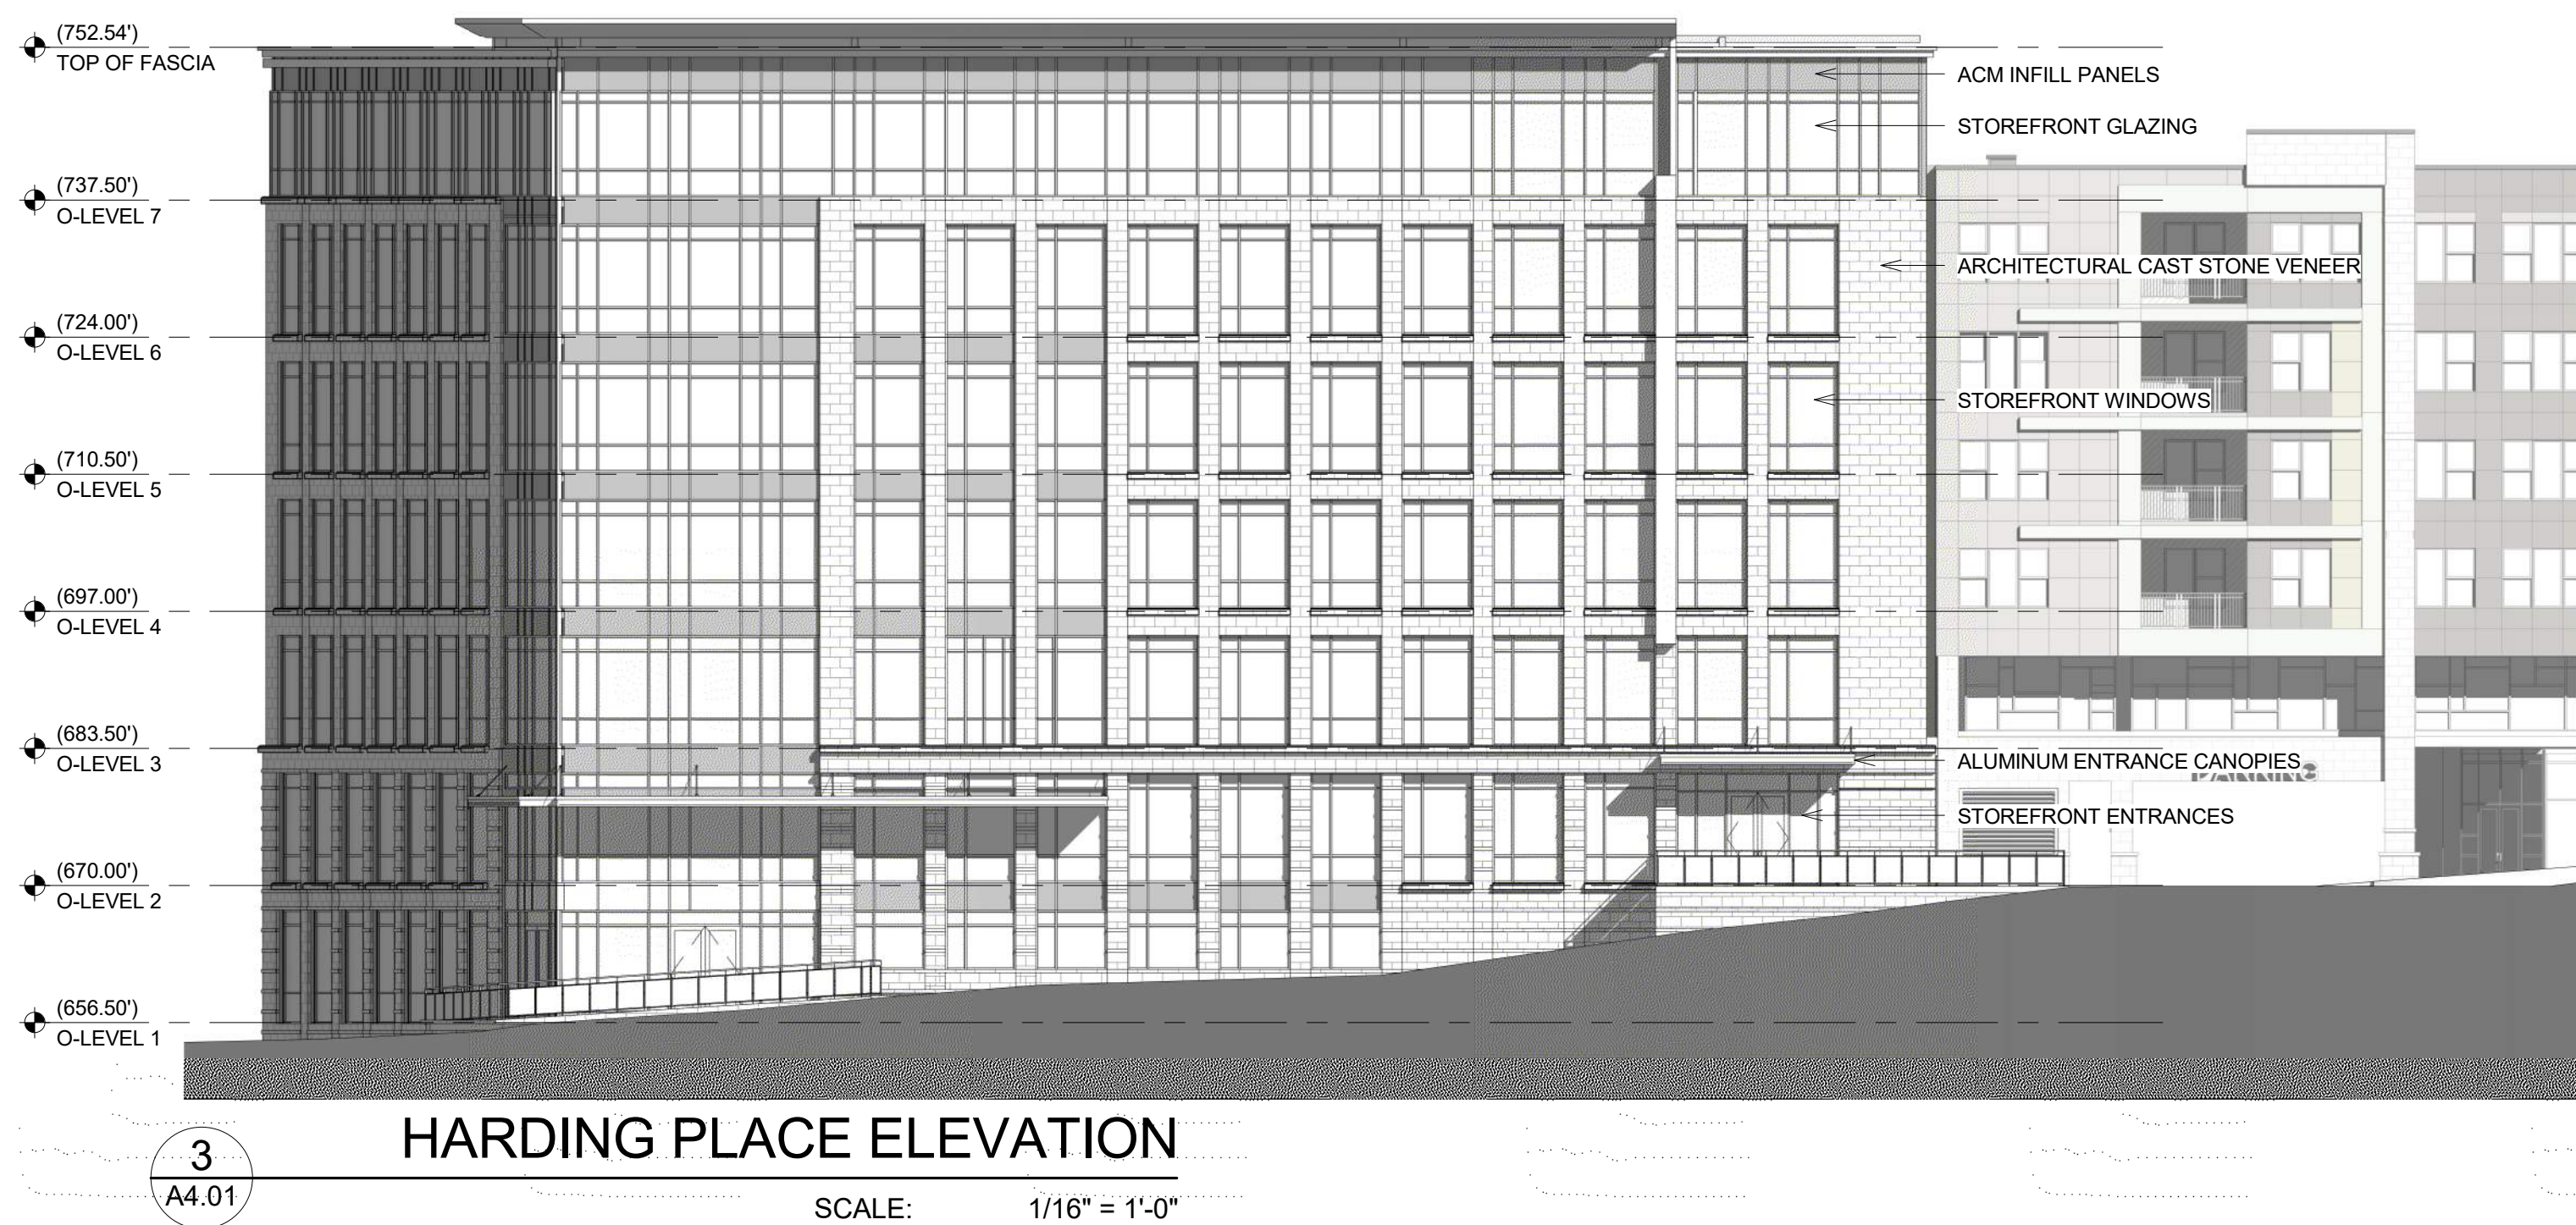 (752.54')
TOP OF FASCIA
ACM INFILL PANELS
STOREFRONT GLAZING
(737.50')
O-LEVEL 7
ARCHITECTURAL CAST STONE VENEER
(724.00')
O-LEVEL 6
STOREFRONT WINDOWS
(710.50')
O-LEVEL 5
(697.00')
O-LEVEL 4
(683.50')
O-LEVEL 3
ALUMINUM ENTRANCE CANOPIES
STOREFRONT ENTRANCES
(670.00')
O-LEVEL 2
(656.50')
O-LEVEL 1
3
A4.01
HARDING PLACE ELEVATION
SCALE: 1/16" = 1'-0"